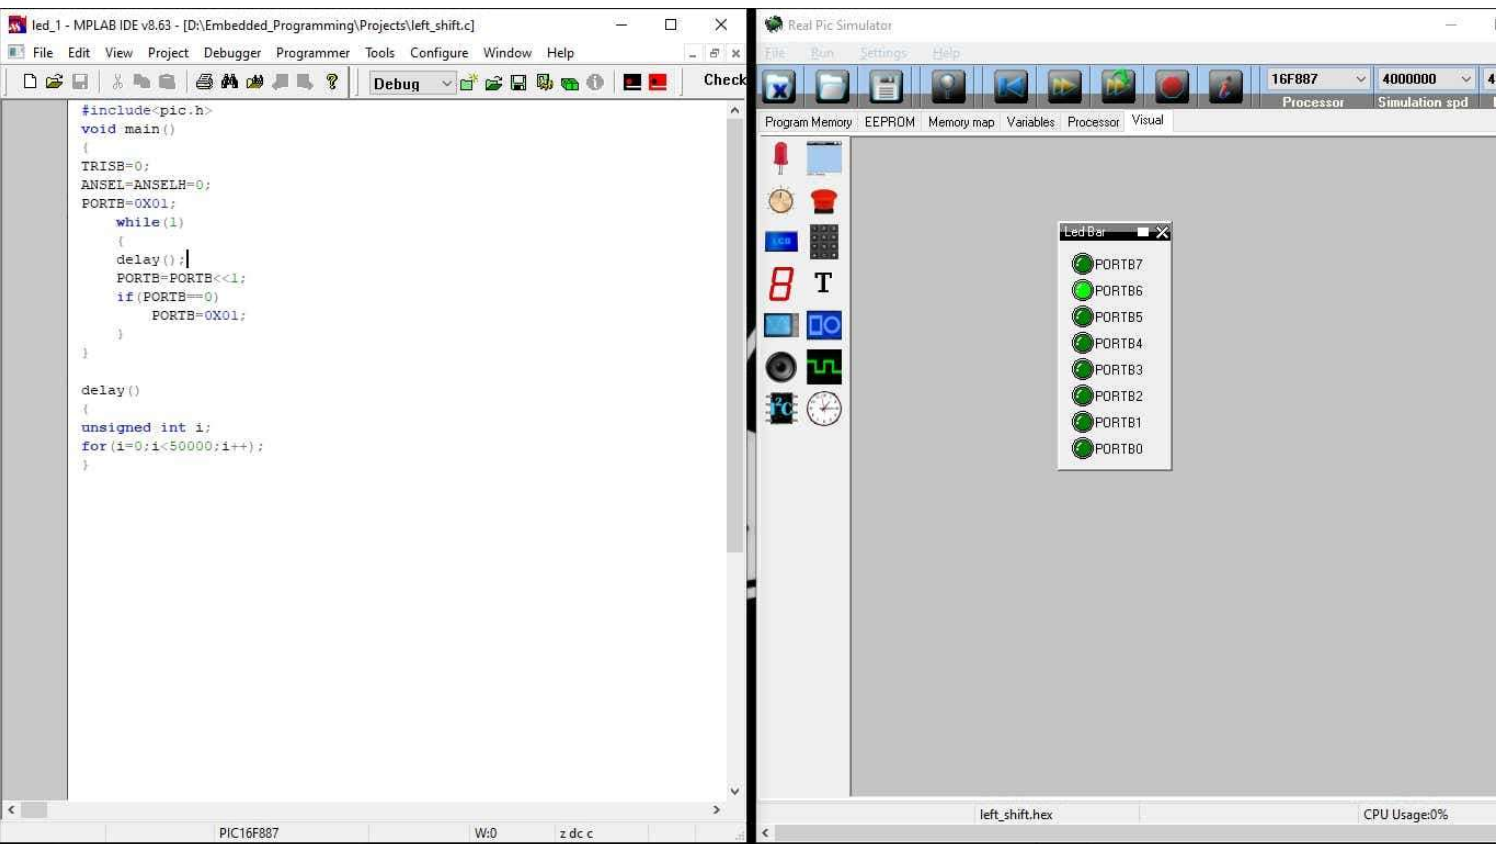 led_1 - MPLAB IDE v8.63 - [D:\Embedded_Programming\Projects\left_shift.c]
File Edit View Project Debugger Programmer Tools Configure Window Help
Debug
Check
#include<pic.h>
void main()
{
TRISB=0;
ANSEL=ANSELH=0;
PORTB=0X01;
while(1)
{
delay();
PORTB=PORTB<<1;
if(PORTB==0)
PORTB=0X01;
}
}
delay()
{
unsigned int i;
for(i=0;i<50000;i++);
}
PIC16F887 W:0 z dc c
Real Pic Simulator
File Run Settings Help
16F887 4000000 4
Processor Simulation spd
Program Memory EEPROM Memory map Variables Processor Visual
LCD
T
I²C
Led Bar
PORTB7
PORTB6
PORTB5
PORTB4
PORTB3
PORTB2
PORTB1
PORTB0
left_shift.hex CPU Usage:0%